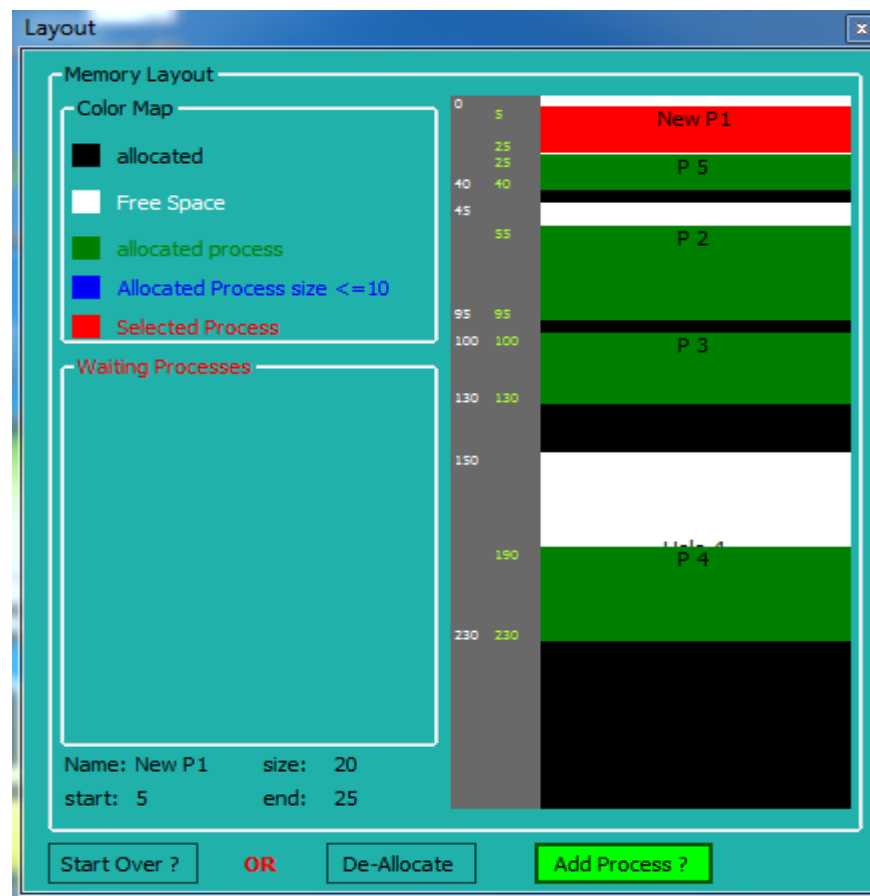 Layout
x
Memory Layout
Color Map
allocated
Free Space
allocated process
Allocated Process size <=10
Selected Process
Waiting Processes
Name: New P1 size: 20
start: 5 end: 25
0
5
25
25
40 40
45
55
95 95
100 100
130 130
150
190
230 230
New P1
P 5
P 2
P 3
P 4
Start Over ? OR De-Allocate Add Process ?